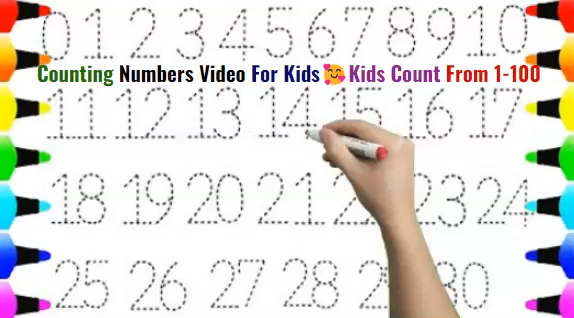 0 1 2 3 4 5 6 7 8 9 10
Counting Numbers Video For Kids🥰Kids Count From 1-100
11 12 13 14 15 16 17
18 19 20 21 23 24
25 26 27 28 30